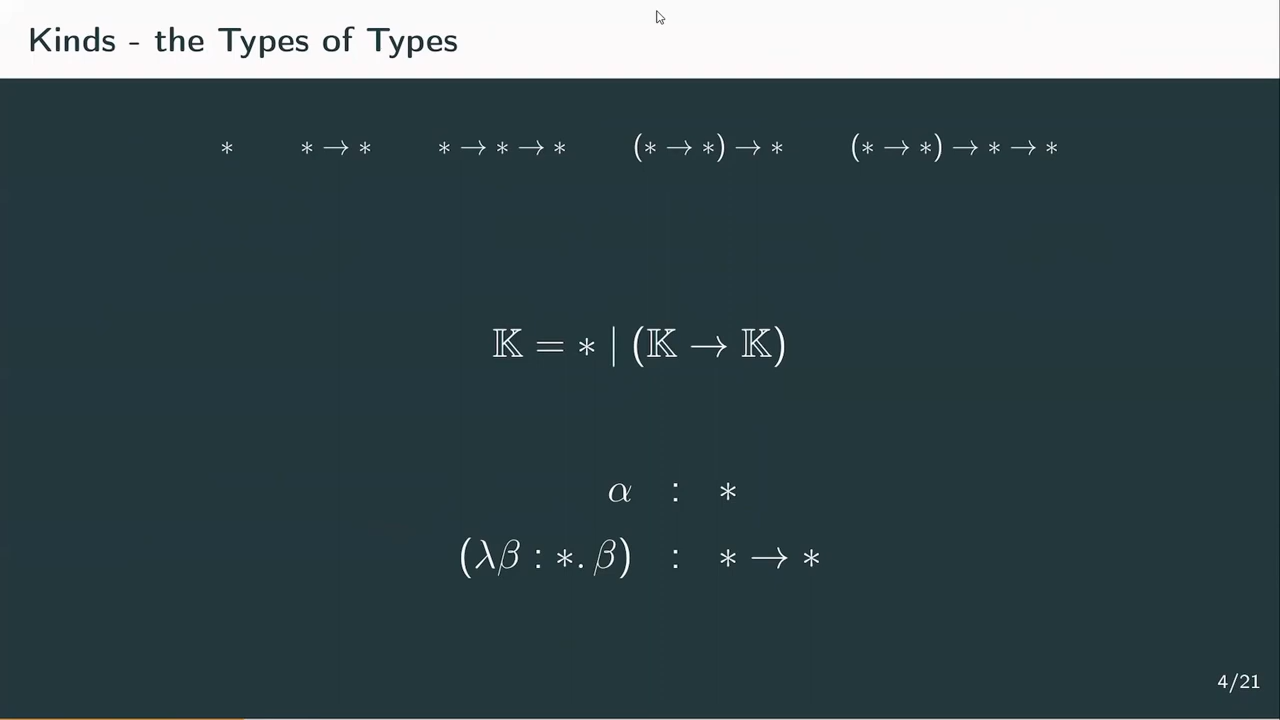 Kinds - the Types of Types
∗ ∗ → ∗ ∗ → ∗ → ∗ (∗ → ∗) → ∗ (∗ → ∗) → ∗ → ∗
𝕂 = ∗ | (𝕂 → 𝕂)
α : ∗
(λβ : ∗. β) : ∗ → ∗
4/21